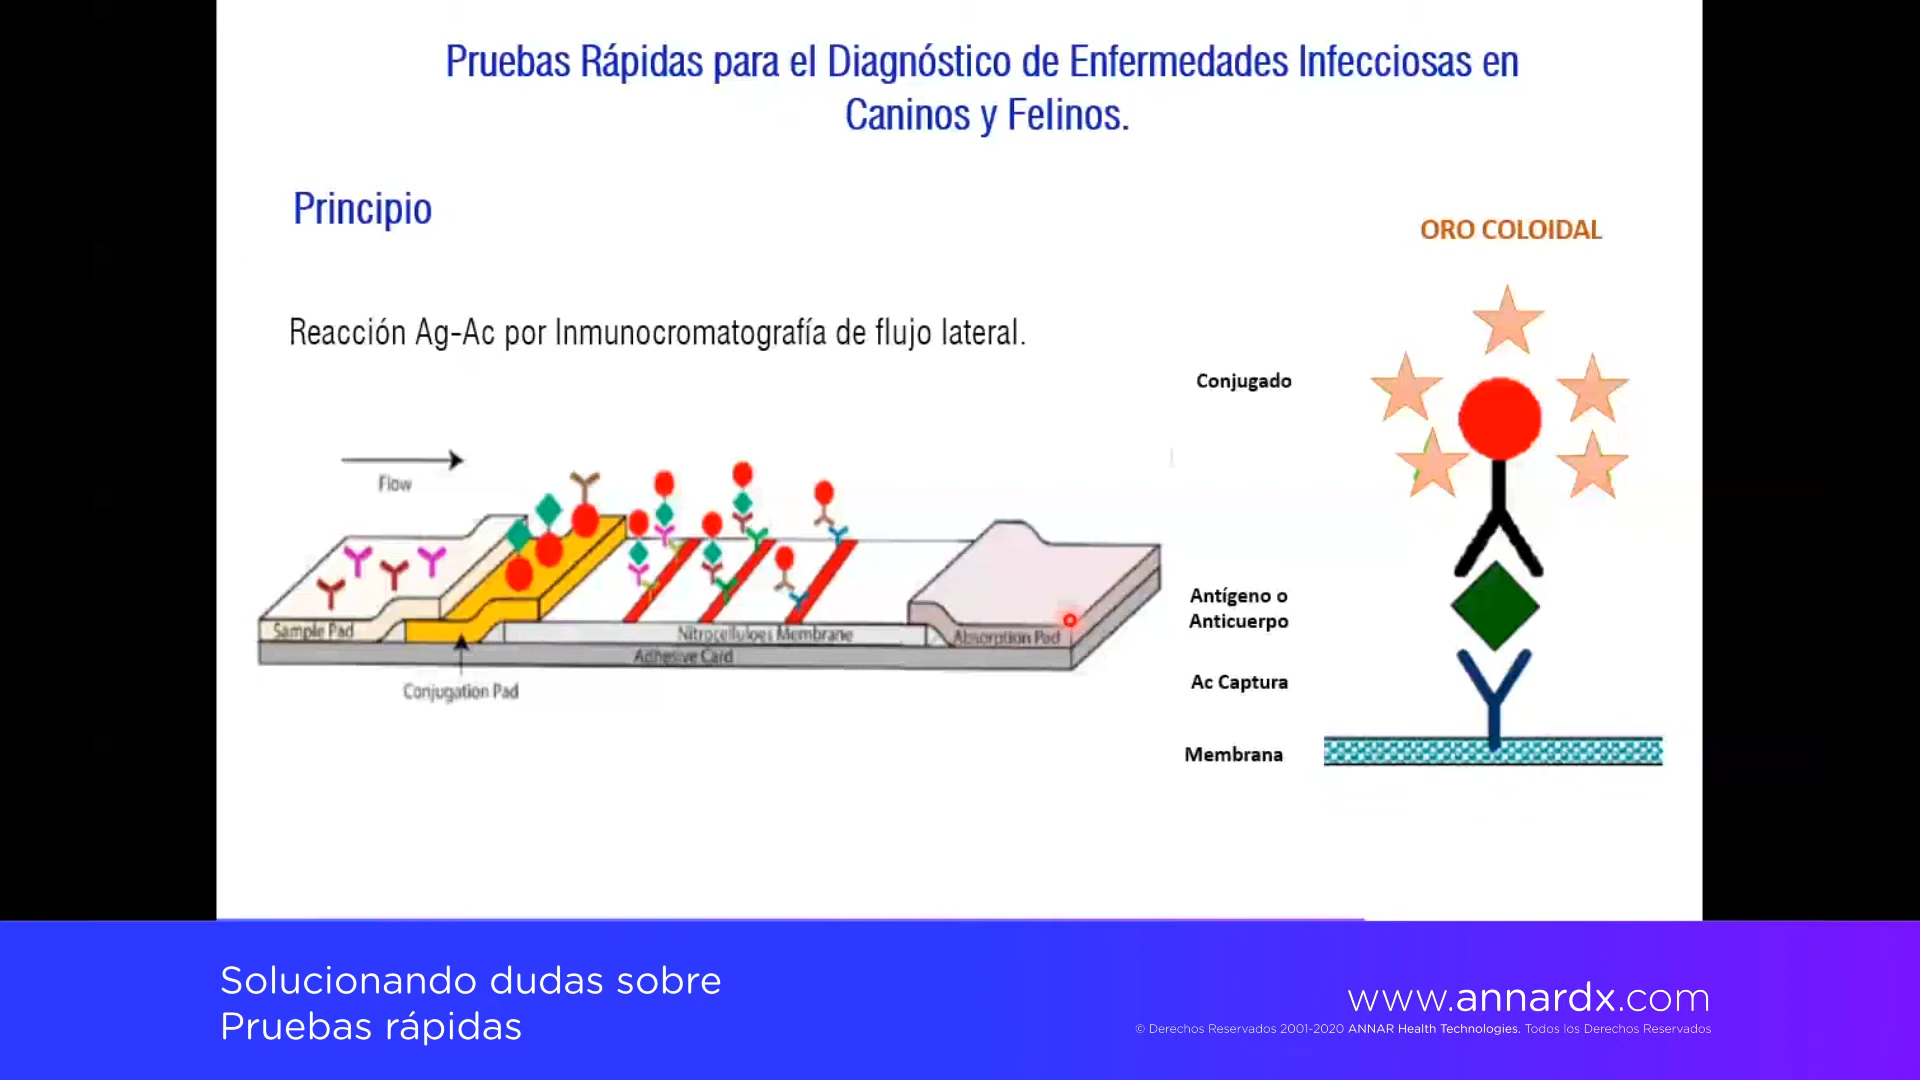 Pruebas Rápidas para el Diagnóstico de Enfermedades Infecciosas en
Caninos y Felinos.
Principio
ORO COLOIDAL
Reacción Ag-Ac por Inmunocromatografía de flujo lateral.
Conjugado
Flow
Antígeno o
Anticuerpo
Sample Pad
Nitrocelluloes Membrane
Absorption Pad
Adhesive Card
Conjugation Pad
Ac Captura
Membrana
Solucionando dudas sobre
Pruebas rápidas
www.annardx.com
© Derechos Reservados 2001-2020 ANNAR Health Technologies. Todos los Derechos Reservados